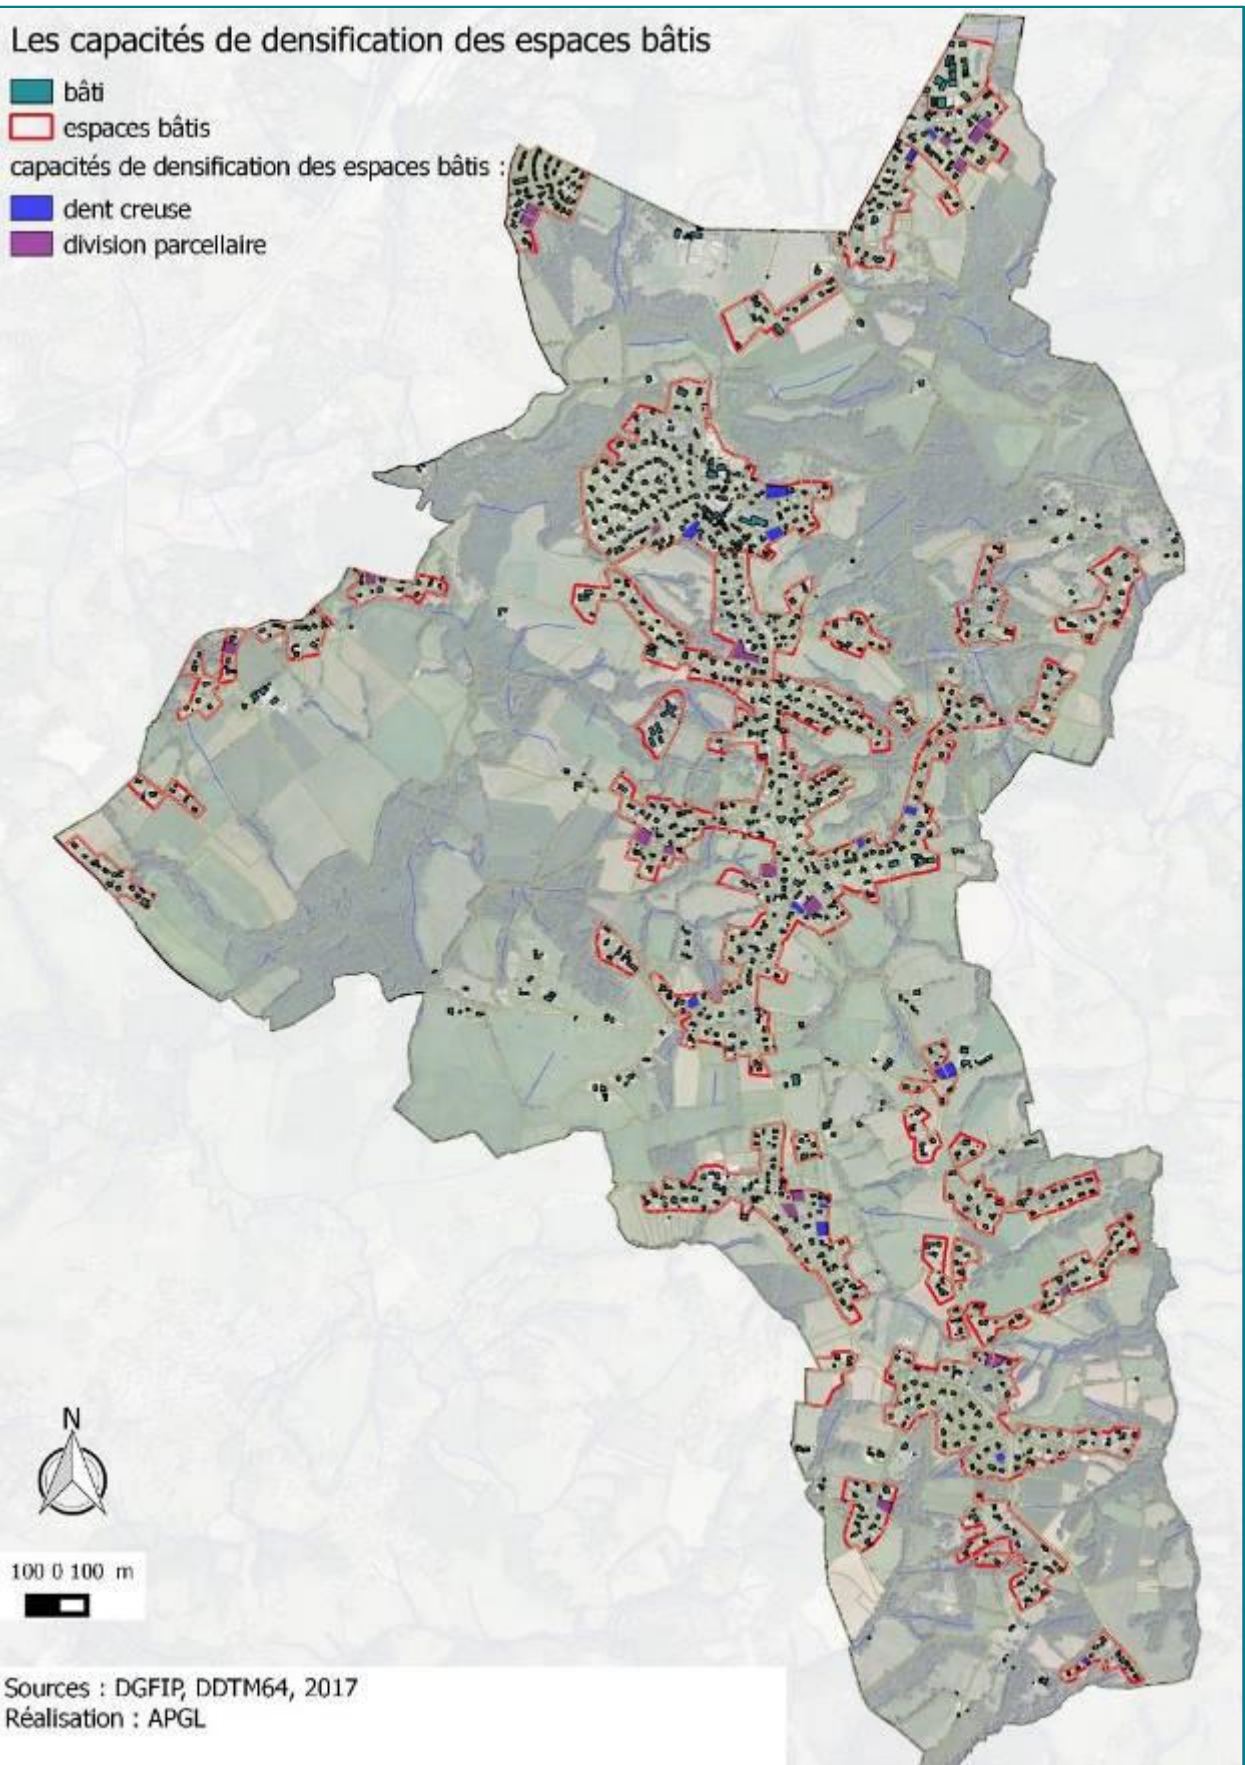 Les capacités de densification des espaces bâtis
bâti
espaces bâtis
capacités de densification des espaces bâtis :
dent creuse
division parcellaire
N
100 0 100 m
Sources : DGFIP, DDTM64, 2017
Réalisation : APGL